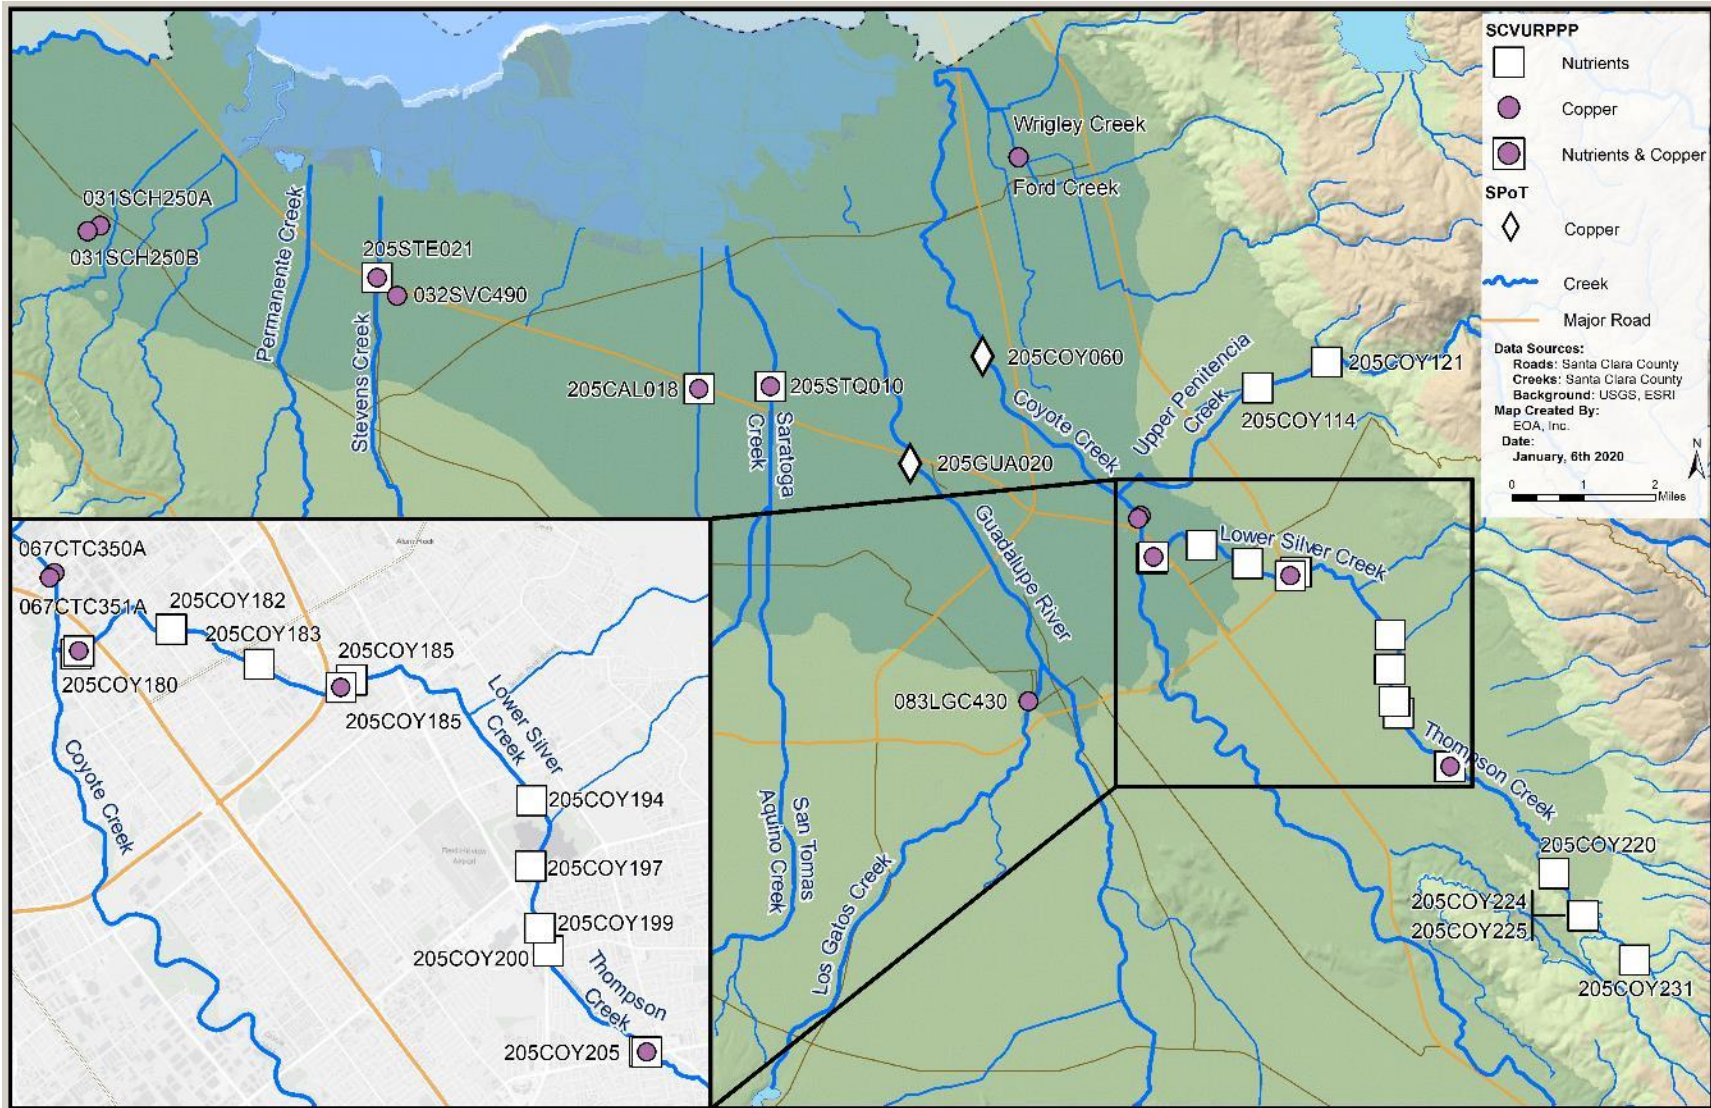 SCVURPPP
Nutrients
Copper
Nutrients & Copper
SPoT
Copper
Creek
Major Road
Data Sources:
Roads: Santa Clara County
Creeks: Santa Clara County
Background: USGS, ESRI
Map Created By:
EOA, Inc.
Date:
January, 6th 2020
N
0 1 2
Miles
Wrigley Creek
Ford Creek
031SCH250A
031SCH250B
Permanente Creek
205STE021
032SVC490
Stevens Creek
205CAL018
205STQ010
Saratoga
Creek
205COY060
205GUA020
Coyote Creek
Upper Penitencia
Creek
205COY121
205COY114
Guadalupe River
Lower Silver Creek
083LGC430
Thompson Creek
San Tomas
Aquino Creek
Los Gatos Creek
205COY220
205COY224
205COY225
205COY231
067CTC350A
067CTC351A
205COY182
205COY183
205COY180
205COY185
205COY185
Lower Silver
Creek
Coyote Creek
205COY194
205COY197
205COY199
205COY200
Thompson
Creek
205COY205